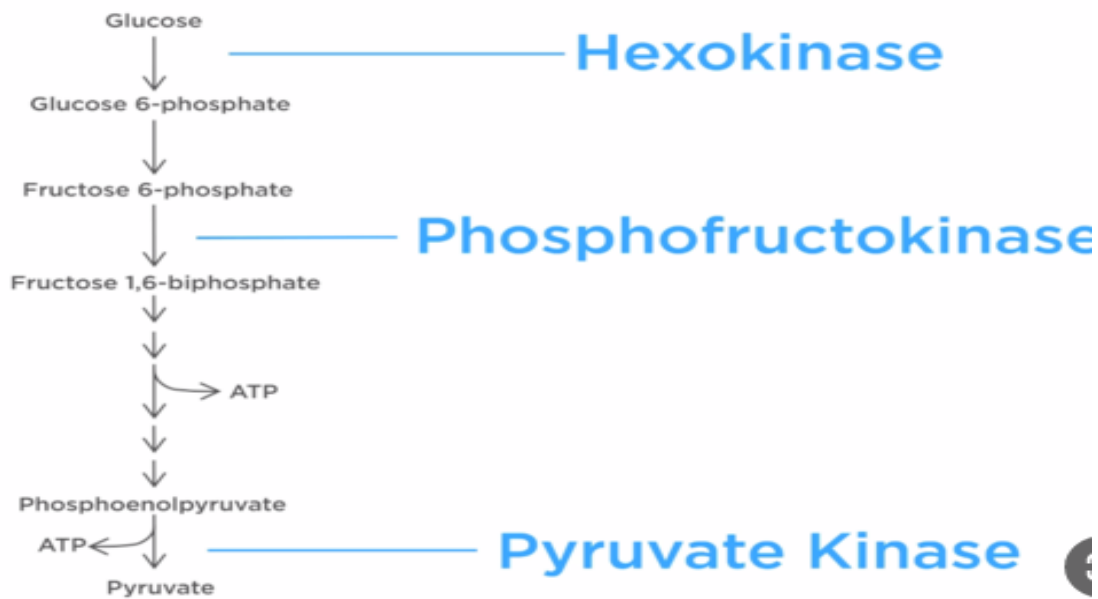 Glucose
Hexokinase
Glucose 6-phosphate
Fructose 6-phosphate
Phosphofructokinase
Fructose 1,6-biphosphate
ATP
Phosphoenolpyruvate
ATP
Pyruvate Kinase
Pyruvate